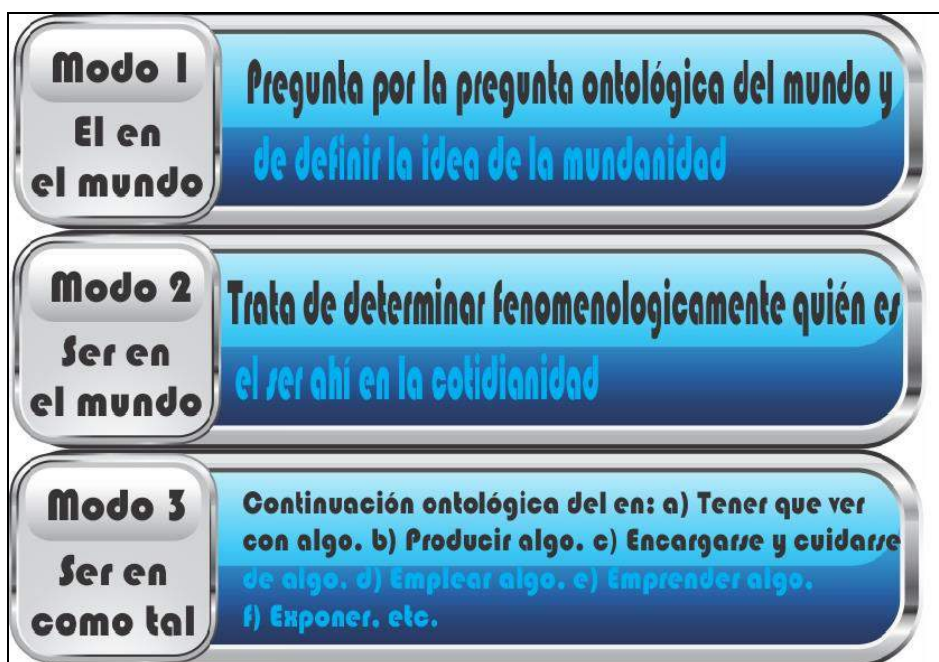 Modo 1
El en
el mundo
Pregunta por la pregunta ontológica del mundo y
de definir la idea de la mundanidad
Modo 2
Ser en
el mundo
Trata de determinar fenomenologicamente quién es
el ser ahí en la cotidianidad
Modo 3
Ser en
como tal
Continuación ontológica del en: a) Tener que ver
con algo. b) Producir algo. c) Encargarse y cuidarse
de algo. d) Emplear algo. e) Emprender algo.
f) Exponer. etc.